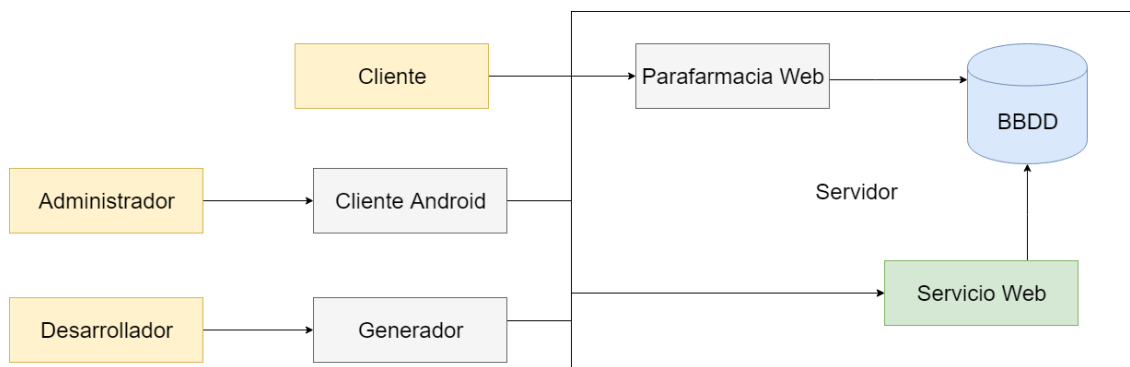 Cliente
Parafarmacia Web
BBDD
Administrador
Cliente Android
Servidor
Servicio Web
Desarrollador
Generador